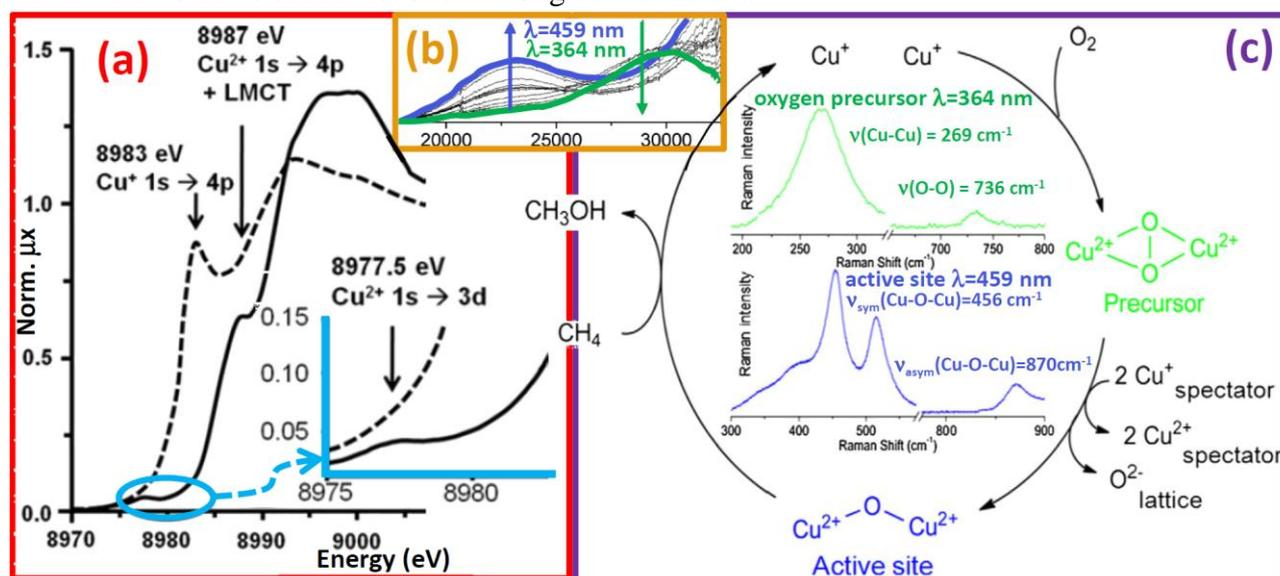 (a)
8987 eV
Cu²⁺ 1s → 4p
+ LMCT
8983 eV
Cu⁺ 1s → 4p
8977.5 eV
Cu²⁺ 1s → 3d
Norm. μx
1.5
1.0
0.5
0.0
8970 8980 8990 9000
Energy (eV)
0.15
0.10
0.05
8975 8980
(b)
λ=459 nm
λ=364 nm
20000 25000 30000
(c)
Cu⁺ Cu⁺
O₂
oxygen precursor λ=364 nm
ν(Cu-Cu) = 269 cm⁻¹
ν(O-O) = 736 cm⁻¹
Raman intensity
200 250 300 700 750 800
Raman Shift (cm⁻¹)
active site λ=459 nm
νsym(Cu-O-Cu)=456 cm⁻¹
νasym(Cu-O-Cu)=870cm⁻¹
Raman intensity
300 400 500 800 900
Raman Shift (cm⁻¹)
CH₃OH
CH₄
O
Cu²⁺ Cu²⁺
O
Precursor
2 Cu⁺ spectator
2 Cu²⁺ spectator
O²⁻ lattice
Cu²⁺ O Cu²⁺
Active site